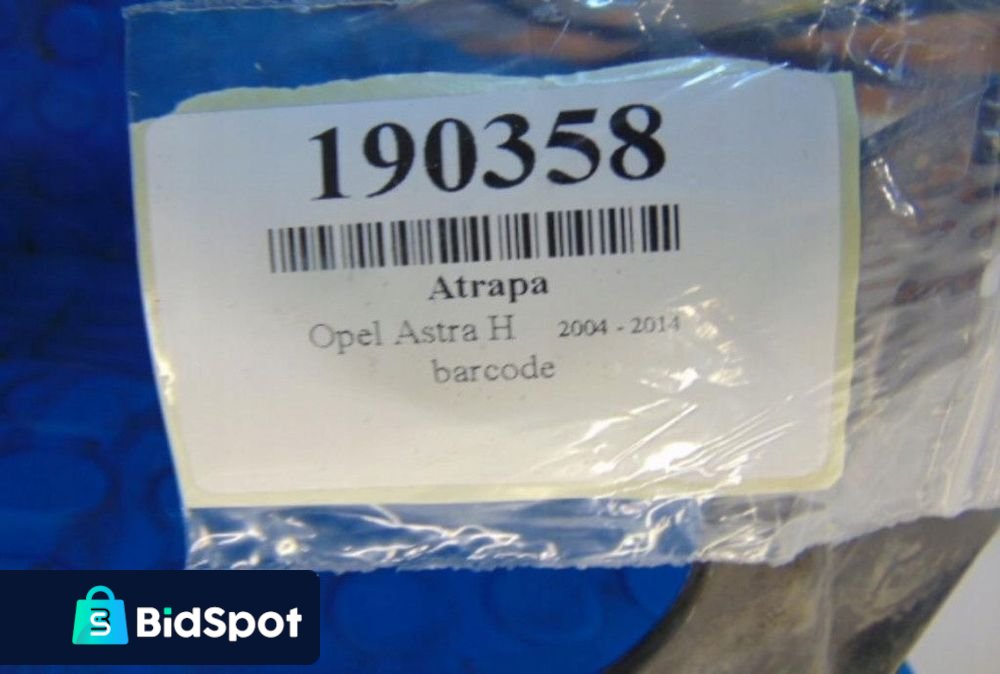 190358
Atrapa
Opel Astra H 2004 - 2014
barcode
BidSpot